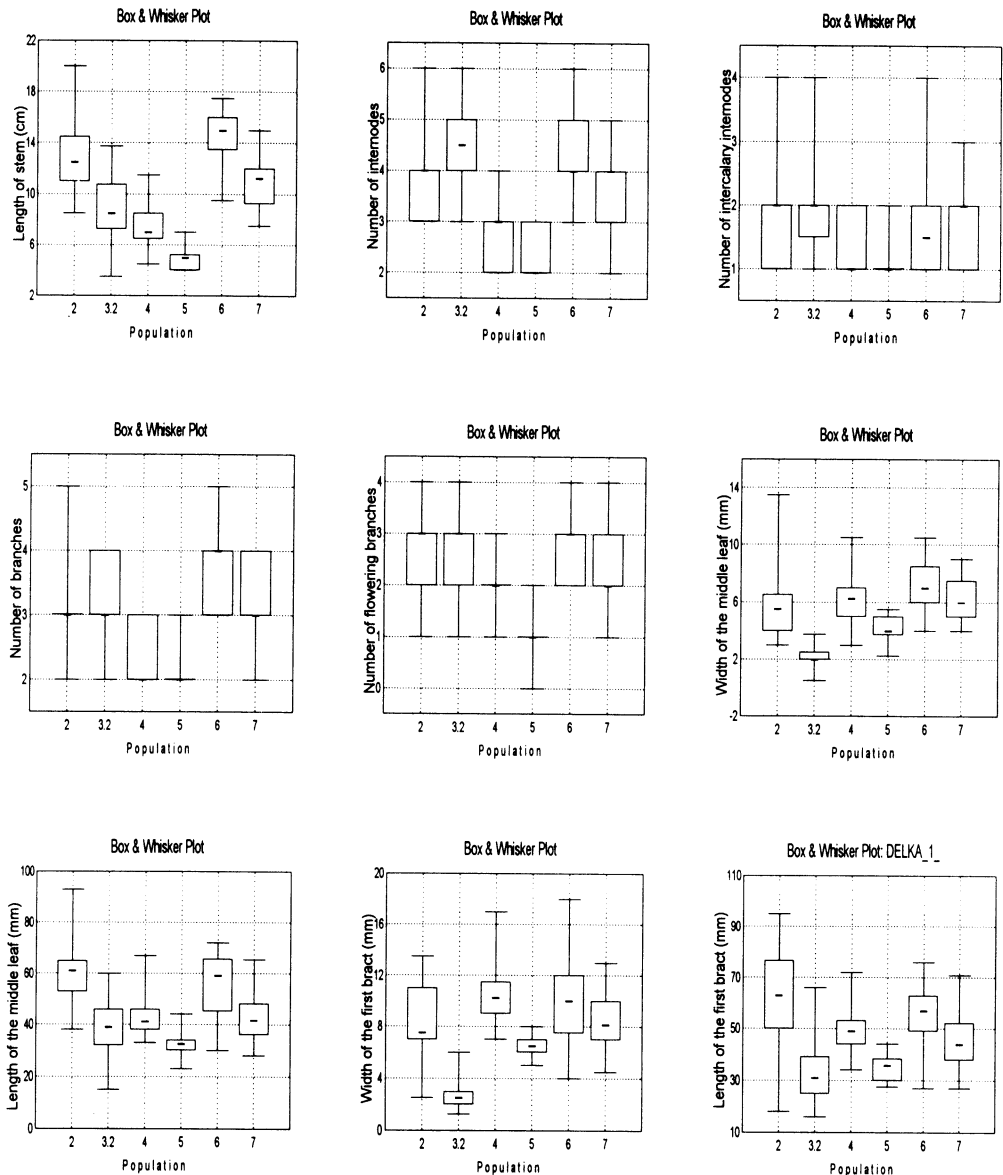 Box & Whisker Plot
Length of stem (cm)
22
18
14
10
6
2
2 3.2 4 5 6 7
Population
Box & Whisker Plot
Number of internodes
6
5
4
3
2
2 3.2 4 5 6 7
Population
Box & Whisker Plot
Number of intercalary internodes
4
3
2
1
2 3.2 4 5 6 7
Population
Box & Whisker Plot
Number of branches
5
4
3
2
2 3.2 4 5 6 7
Population
Box & Whisker Plot
Number of flowering branches
4
3
2
1
0
2 3.2 4 5 6 7
Population
Box & Whisker Plot
Width of the middle leaf (mm)
14
10
6
2
-2
2 3.2 4 5 6 7
Population
Box & Whisker Plot
Length of the middle leaf (mm)
100
80
60
40
20
0
2 3.2 4 5 6 7
Population
Box & Whisker Plot
Width of the first bract (mm)
20
16
12
8
4
0
2 3.2 4 5 6 7
Population
Box & Whisker Plot: DELKA_1_
Length of the first bract (mm)
110
90
70
50
30
10
2 3.2 4 5 6 7
Population